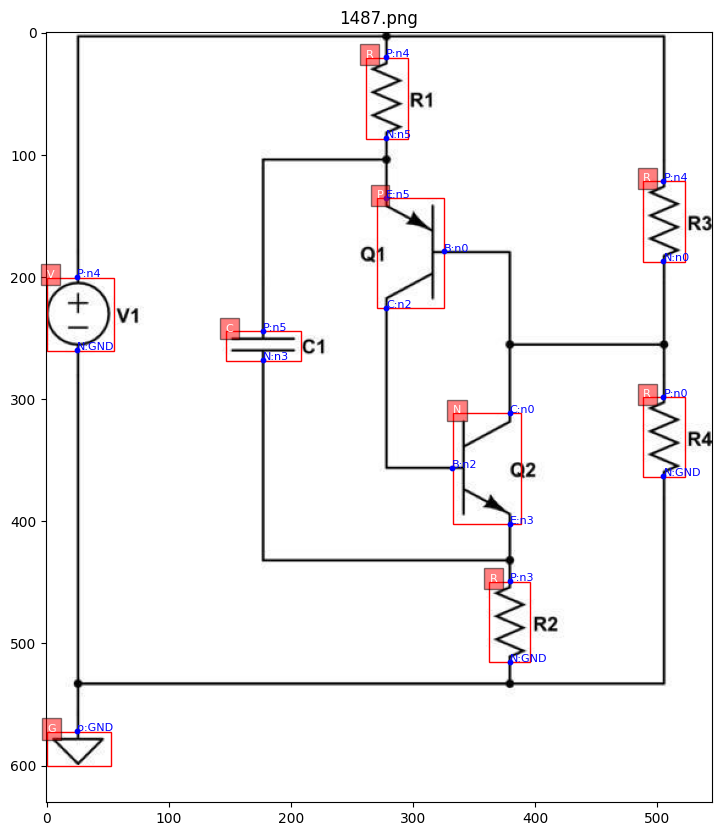 1487.png
0
R
P:n4
R1
N:n5
100
R
P:n4
P
E:n5
R3
Q1
B:n0
N:n0
200
V
P:n4
C:n2
V1
C
P:n5
C1
N:GND
N:n3
300
R
P:n0
N
C:n0
R4
B:n2
Q2
N:GND
400
E:n3
R
P:n3
R2
500
N:GND
G
p:GND
600
0
100
200
300
400
500